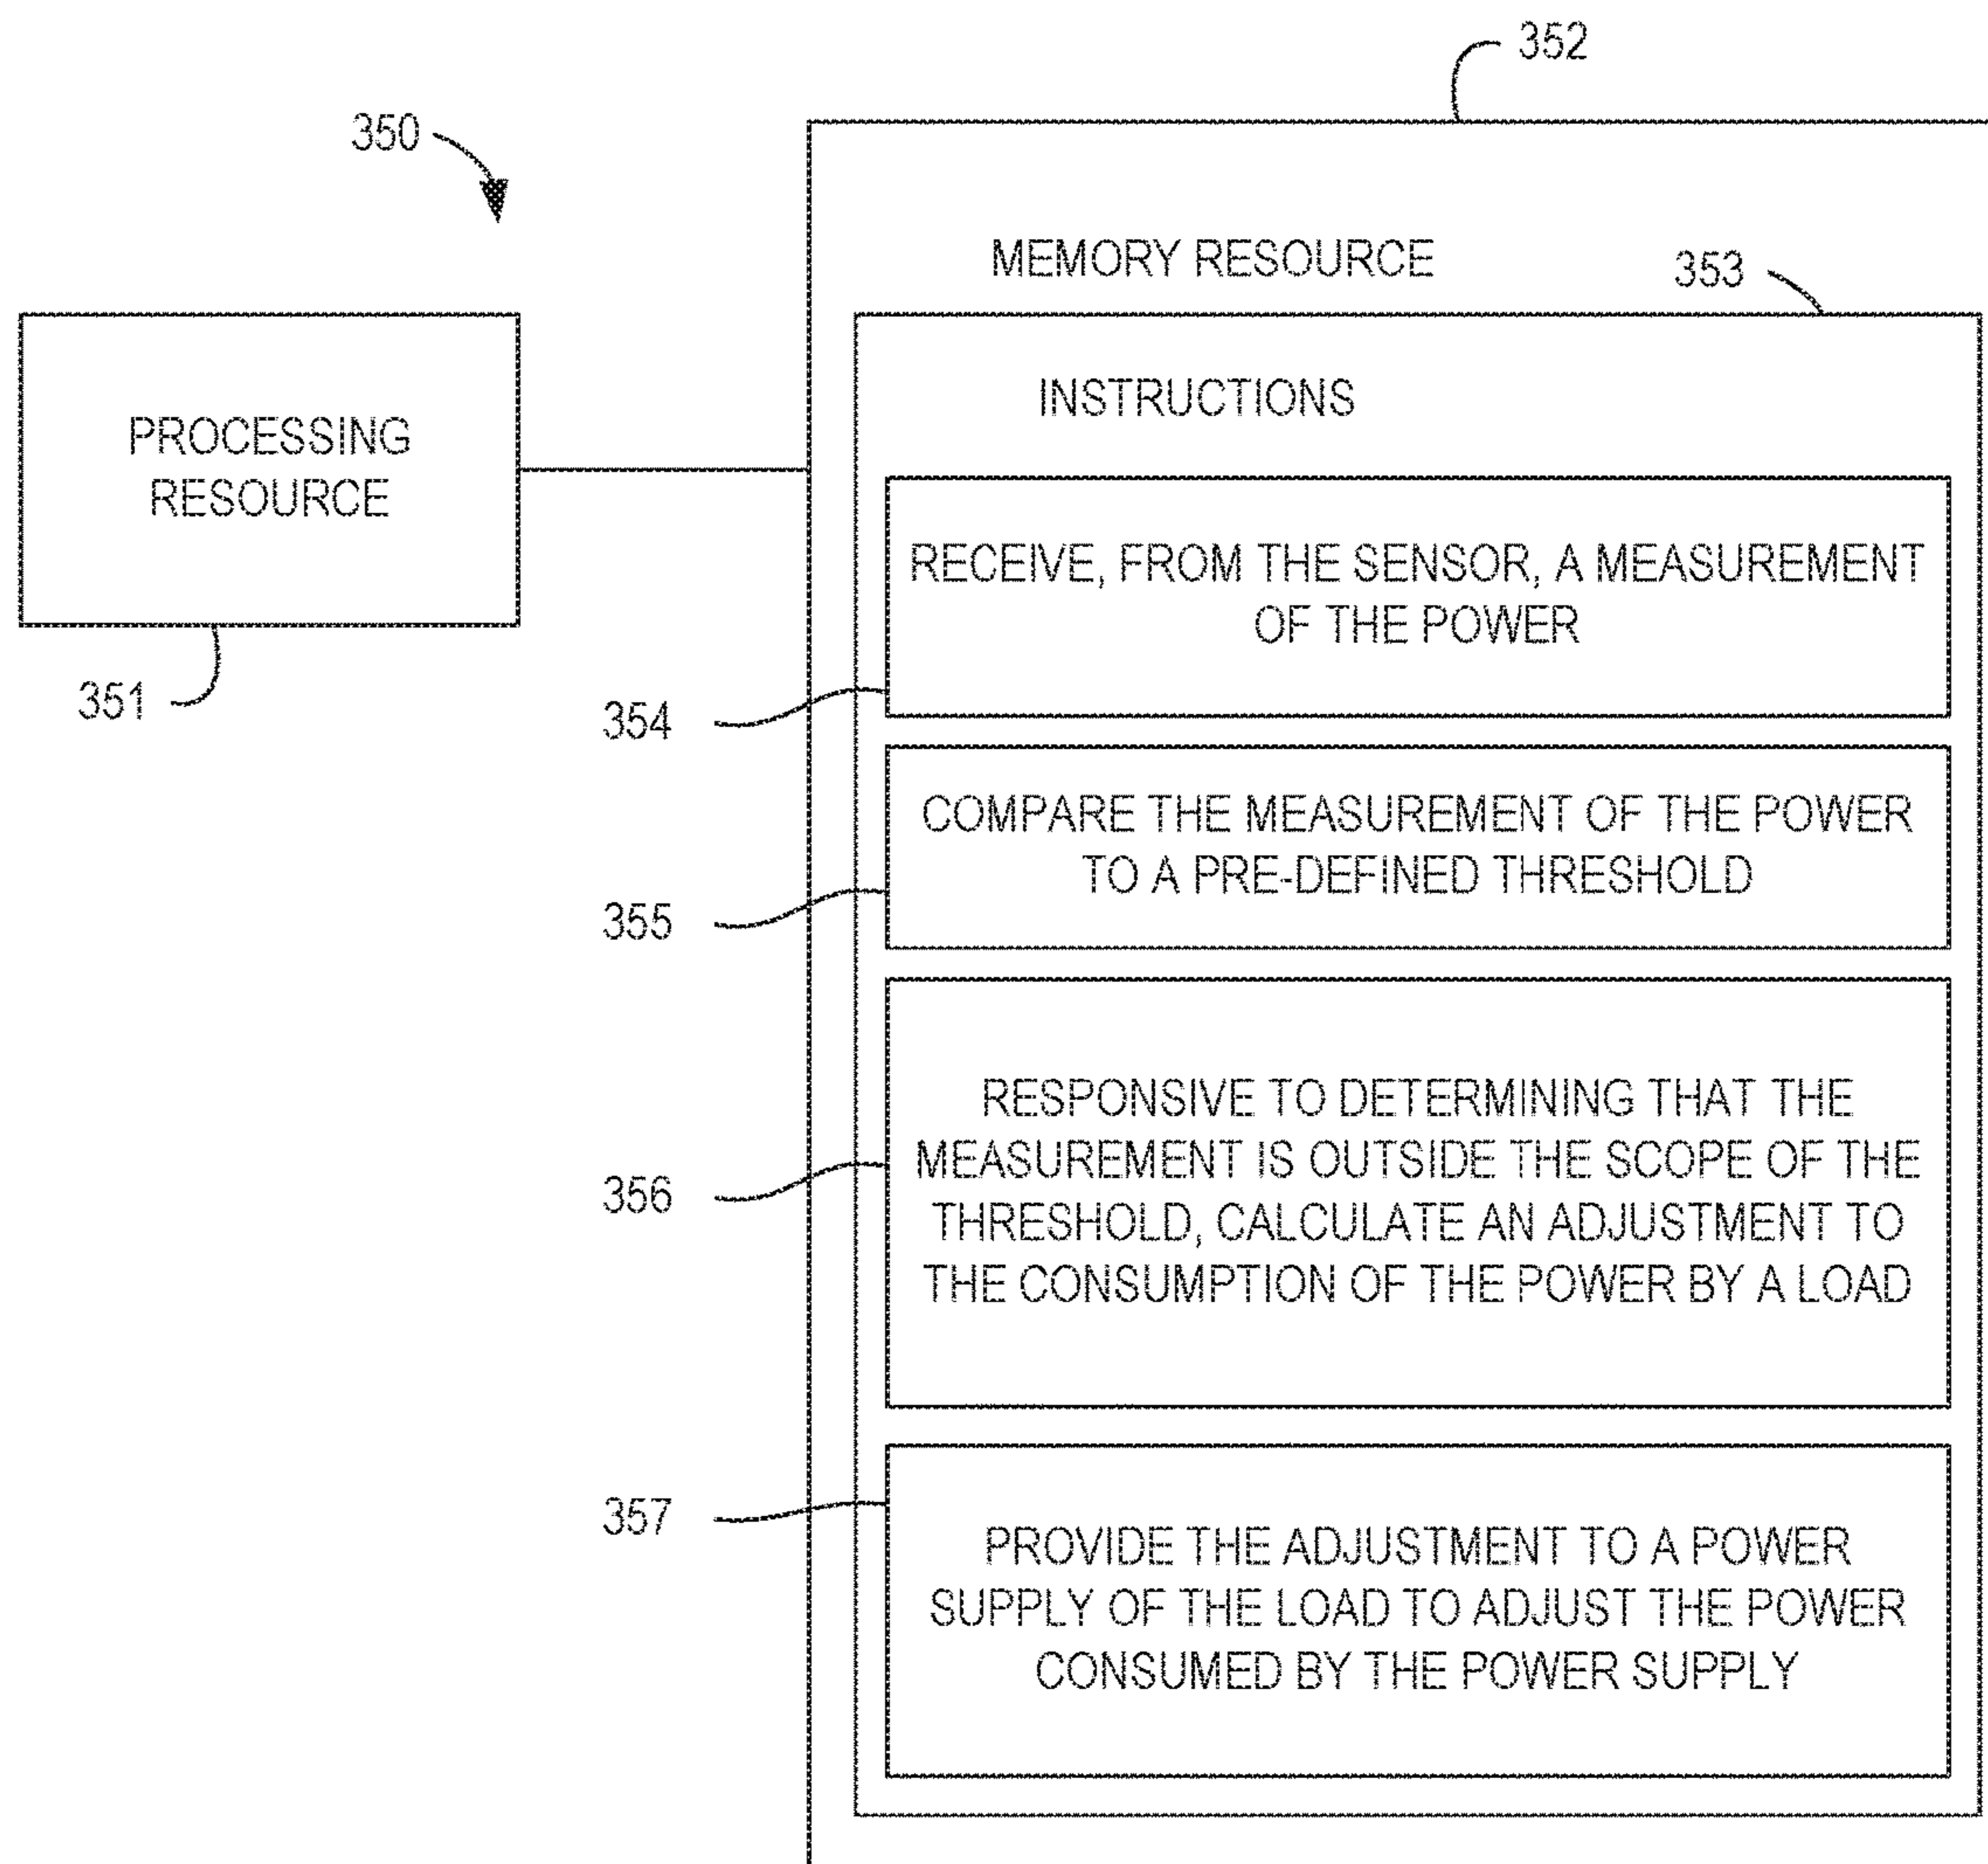 352
350
MEMORY RESOURCE
353
INSTRUCTIONS
PROCESSING
RESOURCE
351
RECEIVE, FROM THE SENSOR, A MEASUREMENT
OF THE POWER
354
COMPARE THE MEASUREMENT OF THE POWER
TO A PRE-DEFINED THRESHOLD
355
RESPONSIVE TO DETERMINING THAT THE
MEASUREMENT IS OUTSIDE THE SCOPE OF THE
THRESHOLD, CALCULATE AN ADJUSTMENT TO
THE CONSUMPTION OF THE POWER BY A LOAD
356
357
PROVIDE THE ADJUSTMENT TO A POWER
SUPPLY OF THE LOAD TO ADJUST THE POWER
CONSUMED BY THE POWER SUPPLY